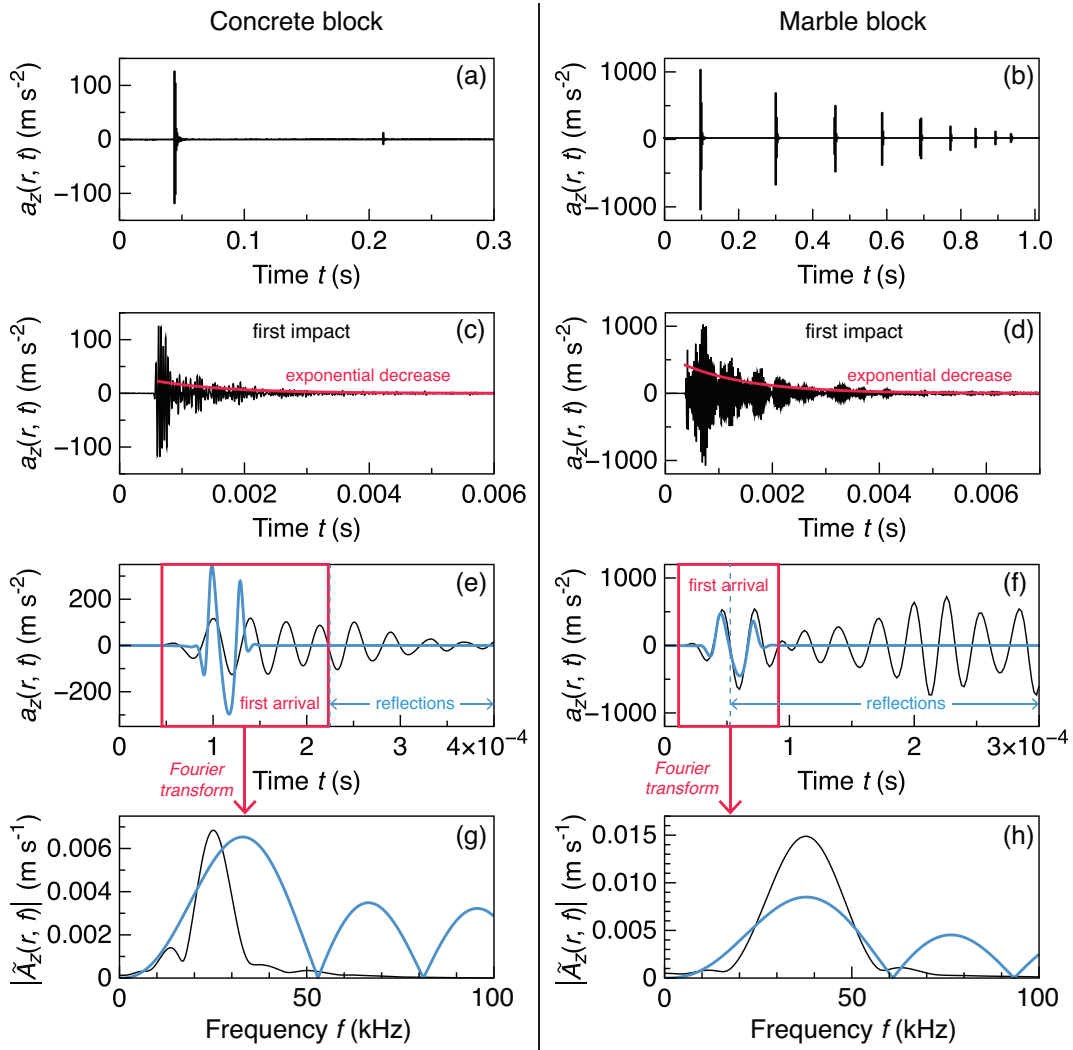 Concrete block
Marble block
(a)
100
0
−100
a_z(r, t) (m s⁻²)
0
0.1
0.2
0.3
Time t (s)
(b)
1000
0
−1000
a_z(r, t) (m s⁻²)
0
0.2
0.4
0.6
0.8
1.0
Time t (s)
(c)
first impact
exponential decrease
100
0
−100
a_z(r, t) (m s⁻²)
0
0.002
0.004
0.006
Time t (s)
(d)
first impact
exponential decrease
1000
0
−1000
a_z(r, t) (m s⁻²)
0
0.002
0.004
0.006
Time t (s)
(e)
200
0
−200
a_z(r, t) (m s⁻²)
first arrival
reflections
0
1
2
3
4×10⁻⁴
Time t (s)
Fourier
transform
(f)
1000
0
−1000
a_z(r, t) (m s⁻²)
first arrival
reflections
0
1
2
3×10⁻⁴
Time t (s)
Fourier
transform
(g)
0.006
0.004
0.002
0
|Ã_z(r, f)| (m s⁻¹)
0
50
100
Frequency f (kHz)
(h)
0.015
0.010
0.005
0
|Ã_z(r, f)| (m s⁻¹)
0
50
100
Frequency f (kHz)